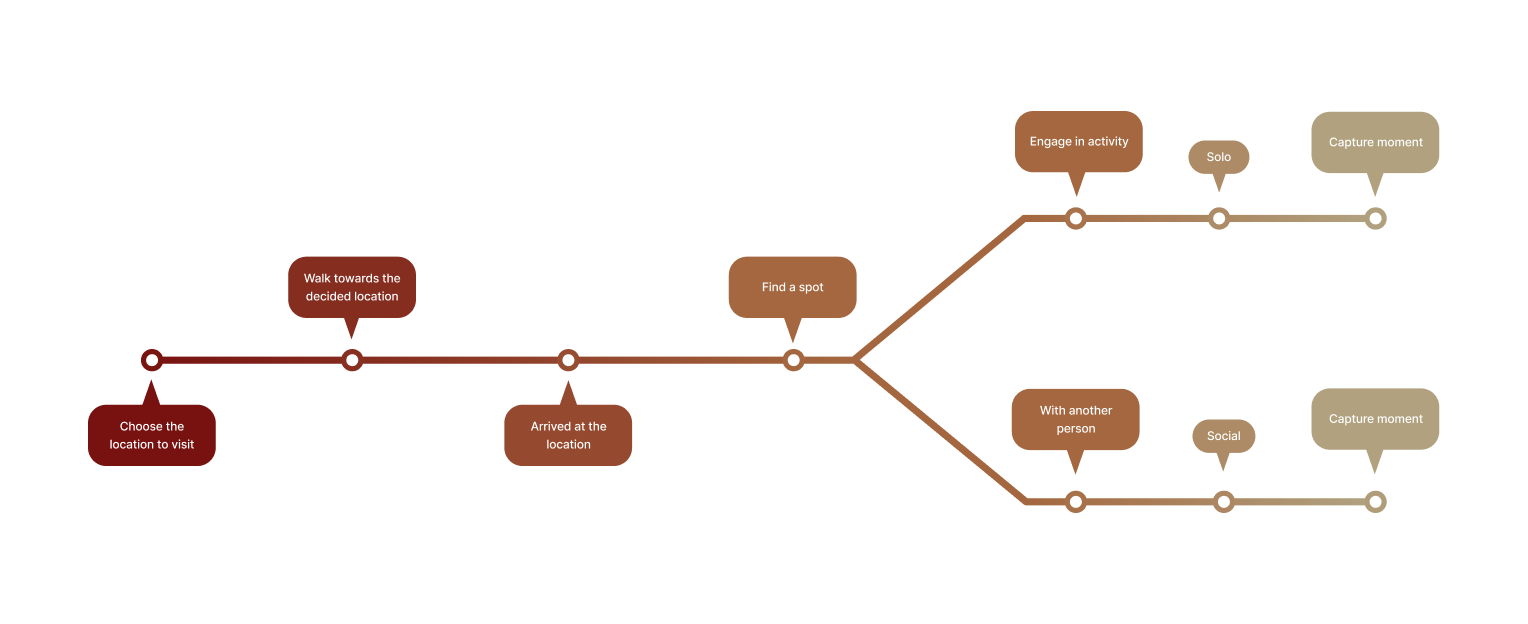 Choose the
location to visit
Walk towards the
decided location
Arrived at the
location
Find a spot
Engage in activity
Solo
Capture moment
With another
person
Social
Capture moment